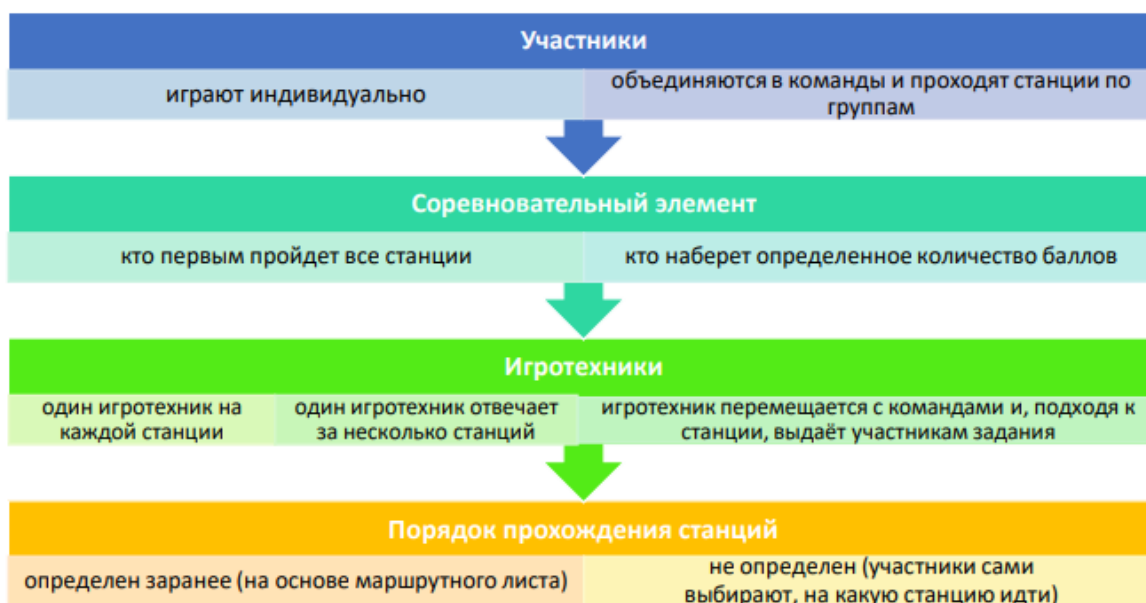 Участники
играют индивидуально
объединяются в команды и проходят станции по
группам
Соревновательный элемент
кто первым пройдет все станции
кто наберет определенное количество баллов
Игротехники
один игротехник на
каждой станции
один игротехник отвечает
за несколько станций
игротехник перемещается с командами и, подходя к
станции, выдаёт участникам задания
Порядок прохождения станций
определен заранее (на основе маршрутного листа)
не определен (участники сами
выбирают, на какую станцию идти)